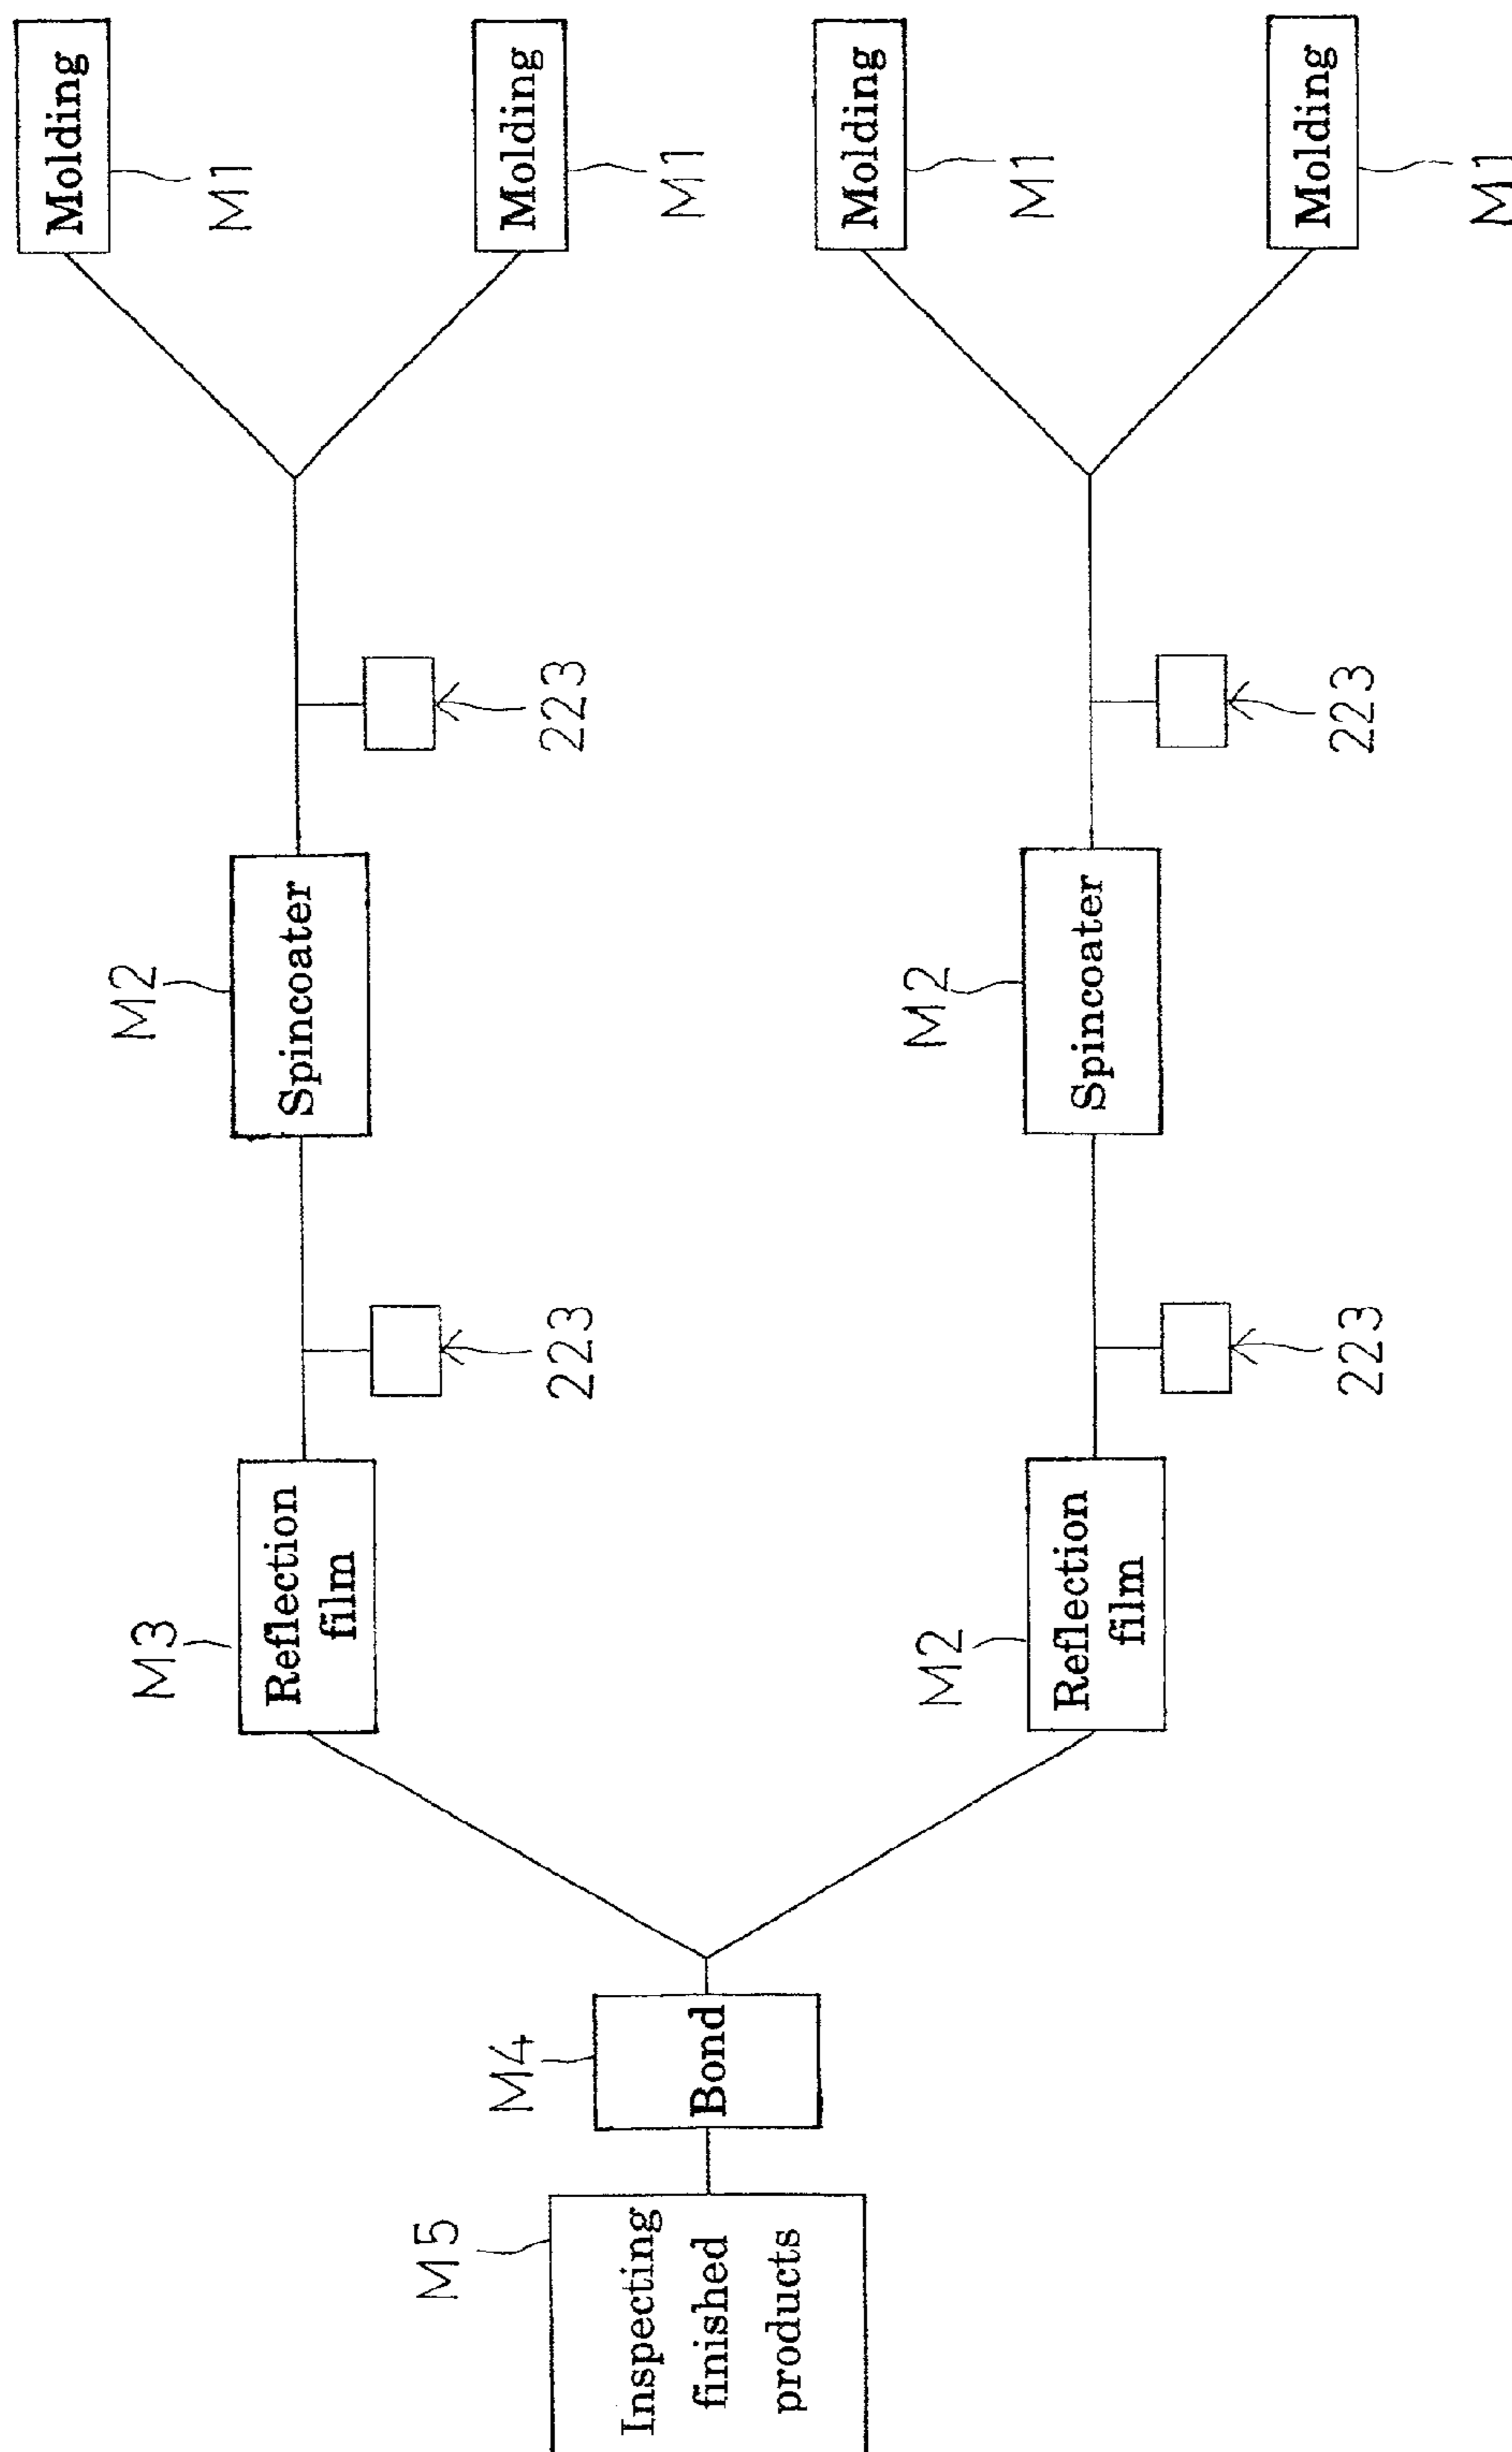 Molding
M1
Molding
M1
Molding
M1
Molding
M1
223
223
M2
Spincoater
M2
Spincoater
223
223
M3
Reflection
film
M2
Reflection
film
M4
Bond
M5
Inspecting
finished
products